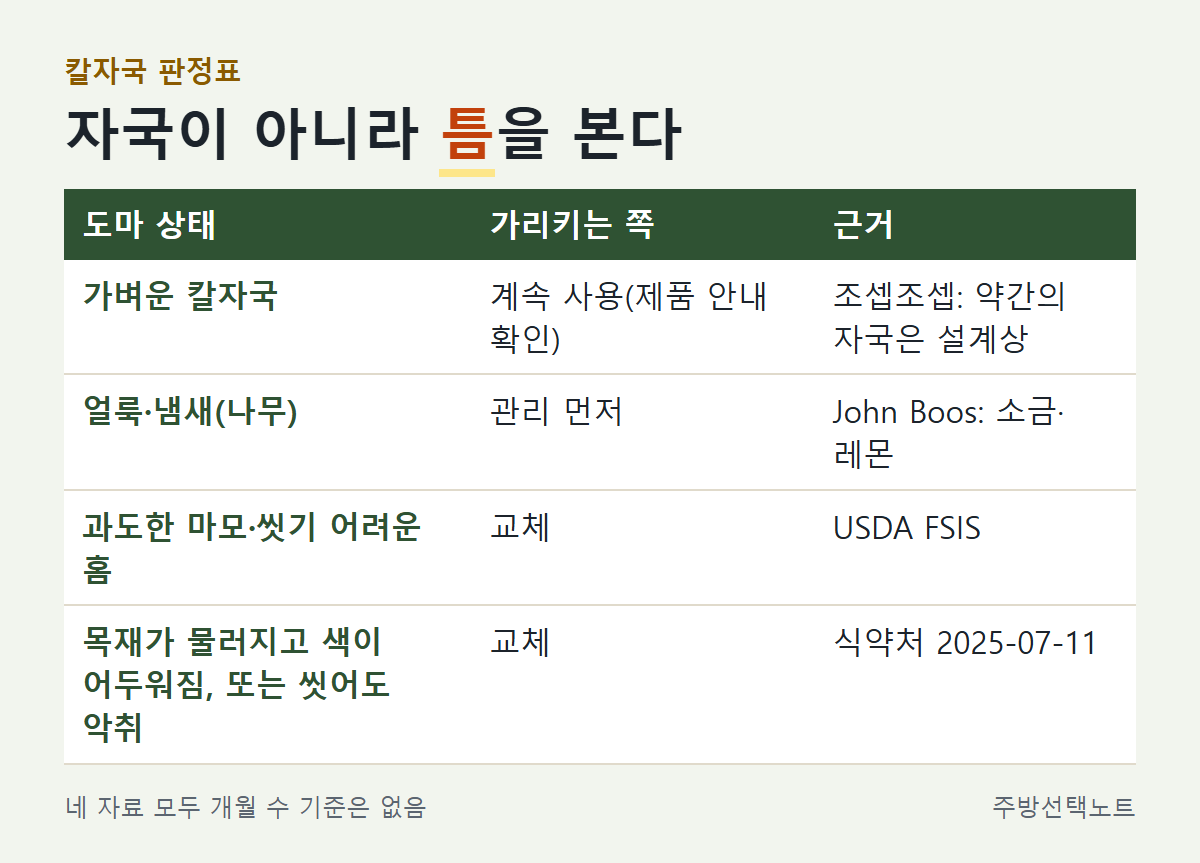 칼자국 판정표
자국이 아니라 틈을 본다
도마 상태 가리키는 쪽 근거
가벼운 칼자국 계속 사용(제품 안내 조셉조셉: 약간의
확인) 자국은 설계상
얼룩·냄새(나무) 관리 먼저 John Boos: 소금·
레몬
과도한 마모·씻기 어려운 교체 USDA FSIS
홈
목재가 물러지고 색이 교체 식약처 2025-07-11
어두워짐, 또는 씻어도
악취
네 자료 모두 개월 수 기준은 없음 주방선택노트